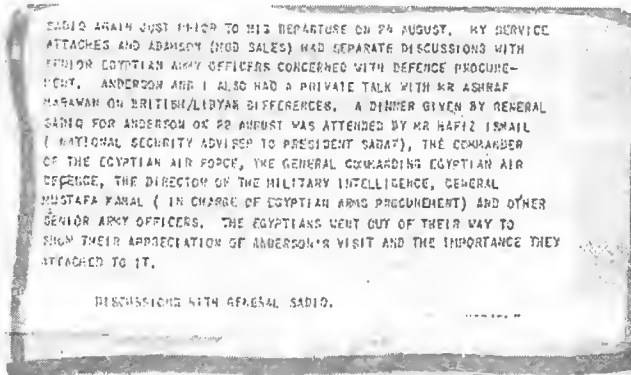 SADIQ AGAIN JUST PRIOR TO HIS DEPARTURE ON 24 AUGUST. MY SERVICE
ATTACHES AND ADAMSON (MOD SALES) HAD SEPARATE DISCUSSIONS WITH
SENIOR EGYPTIAN ARMY OFFICERS CONCERNED WITH DEFENCE PROCURE-
MENT. ANDERSON AND I ALSO HAD A PRIVATE TALK WITH MR ASHRAF
MARAWAN ON BRITISH/LIBYAN DIFFERENCES. A DINNER GIVEN BY GENERAL
SADIQ FOR ANDERSON ON 22 AUGUST WAS ATTENDED BY MR HAFIZ ISMAIL
( NATIONAL SECURITY ADVISER TO PRESIDENT SADAT), THE COMMANDER
OF THE EGYPTIAN AIR FORCE, THE GENERAL COMMANDING EGYPTIAN AIR
DEFENCE, THE DIRECTOR OF THE MILITARY INTELLIGENCE, GENERAL
MUSTAFA KAMAL ( IN CHARGE OF EGYPTIAN ARMS PROCUREMENT) AND OTHER
SENIOR ARMY OFFICERS. THE EGYPTIANS WENT OUT OF THEIR WAY TO
SHOW THEIR APPRECIATION OF ANDERSON'S VISIT AND THE IMPORTANCE THEY
ATTACHED TO IT.
DISCUSSIONS WITH GENERAL SADIQ.